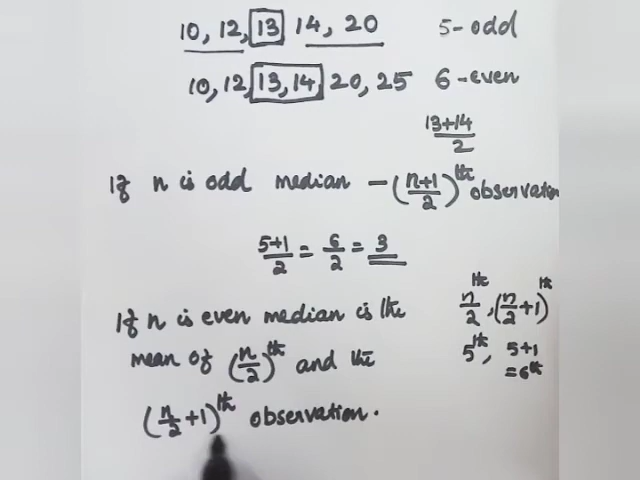 10, 12, 13 14, 20 5-odd
10, 12, 13, 14, 20, 25 6-even
13+14/2
If n is odd median - (n+1/2)th observation
5+1/2 = 6/2 = 3
If n is even median is the n/2th, (n/2+1)th
mean of (n/2)th and the 5th, 5+1
=6th
(n/2+1)th observation.